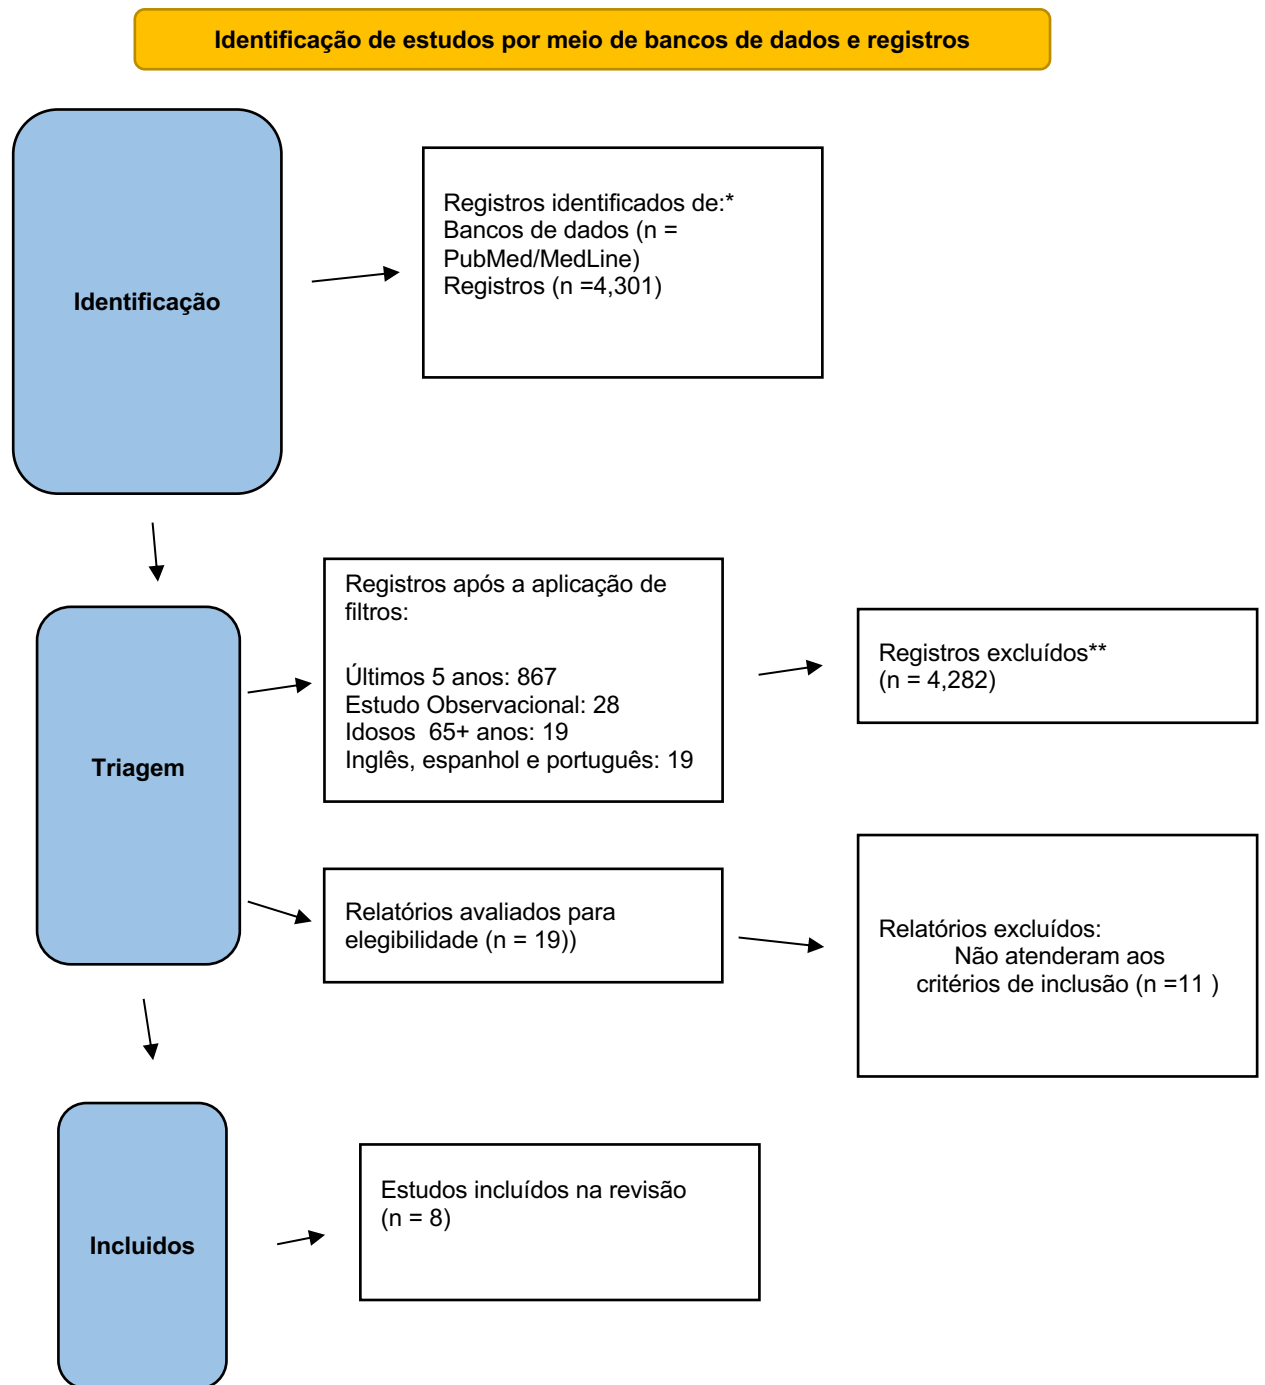 Identificação de estudos por meio de bancos de dados e registros
Identificação
Registros identificados de:*
Bancos de dados (n =
PubMed/MedLine)
Registros (n =4,301)
Triagem
Registros após a aplicação de
filtros:
Últimos 5 anos: 867
Estudo Observacional: 28
Idosos  65+ anos: 19
Inglês, espanhol e português: 19
Registros excluídos**
(n = 4,282)
Relatórios avaliados para
elegibilidade (n = 19))
Relatórios excluídos:
Não atenderam aos
critérios de inclusão (n =11 )
Incluidos
Estudos incluídos na revisão
(n = 8)